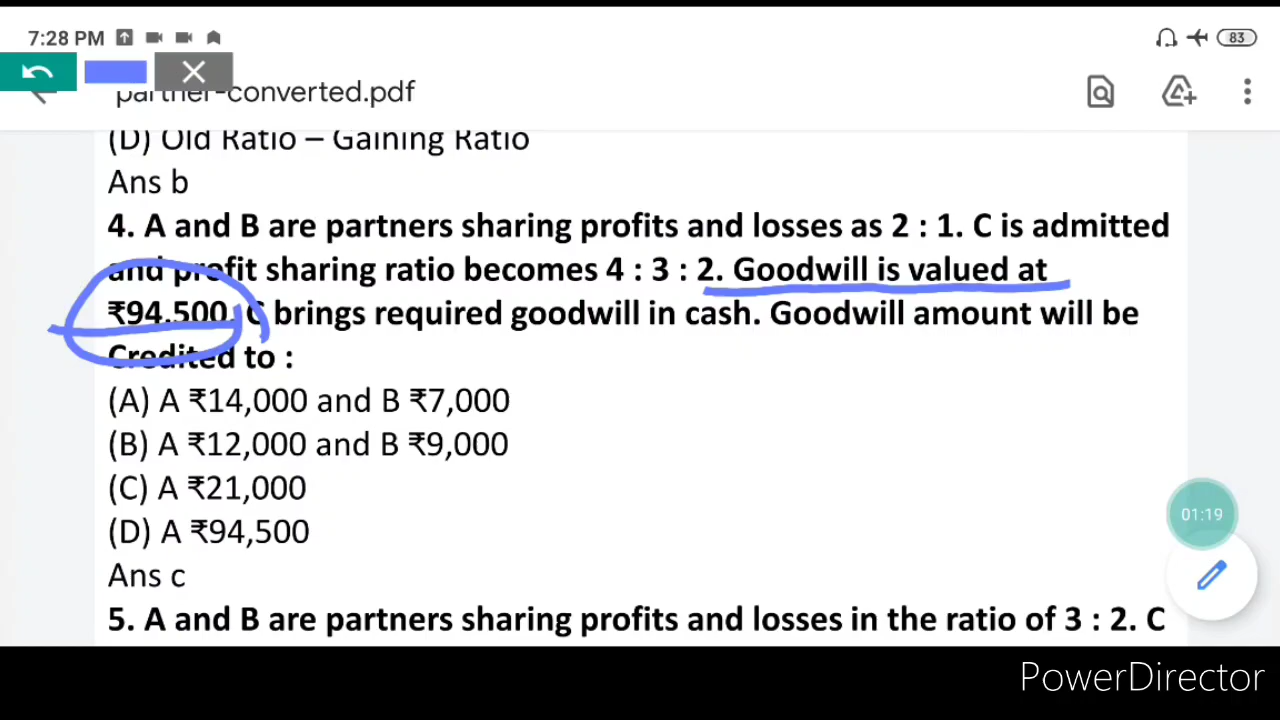 7:28 PM
83
partner-converted.pdf
(D) Old Ratio – Gaining Ratio
Ans b
4. A and B are partners sharing profits and losses as 2 : 1. C is admitted
and profit sharing ratio becomes 4 : 3 : 2. Goodwill is valued at
₹94,500. C brings required goodwill in cash. Goodwill amount will be
Credited to :
(A) A ₹14,000 and B ₹7,000
(B) A ₹12,000 and B ₹9,000
(C) A ₹21,000
(D) A ₹94,500
Ans c
01:19
5. A and B are partners sharing profits and losses in the ratio of 3 : 2. C
PowerDirector